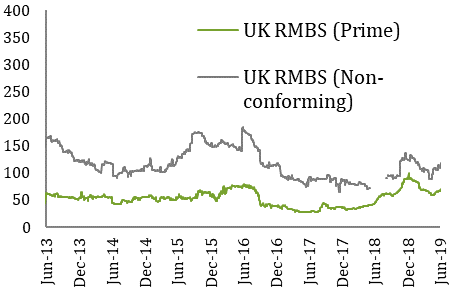 400
350
300
250
200
150
100
50
0
UK RMBS (Prime)
UK RMBS (Non-
conforming)
Jun-13
Dec-13
Jun-14
Dec-14
Jun-15
Dec-15
Jun-16
Dec-16
Jun-17
Dec-17
Jun-18
Dec-18
Jun-19